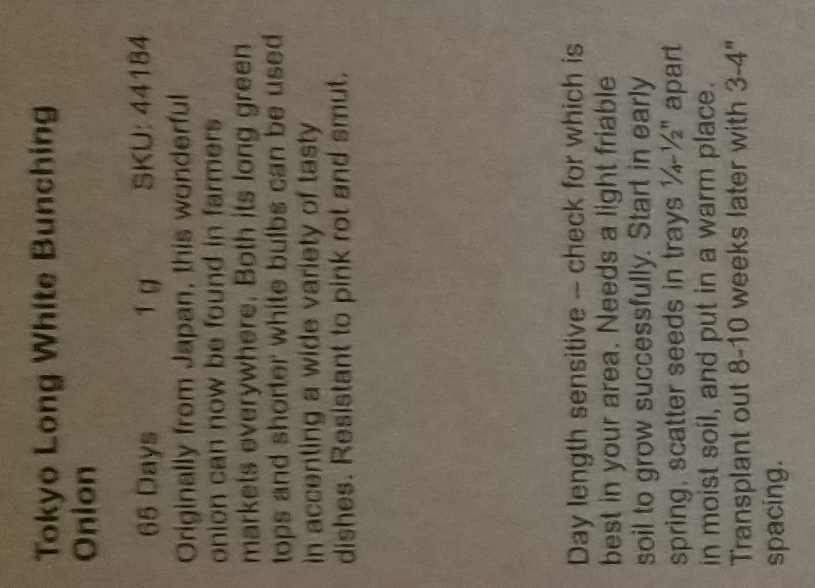 Tokyo Long White Bunching
Onion
65 Days 1 g SKU: 44184
Originally from Japan, this wonderful
onion can now be found in farmers
markets everywhere. Both its long green
tops and shorter white bulbs can be used
in accenting a wide variety of tasty
dishes. Resistant to pink rot and smut.
Day length sensitive – check for which is
best in your area. Needs a light friable
soil to grow successfully. Start in early
spring, scatter seeds in trays ¼-½" apart
in moist soil, and put in a warm place.
Transplant out 8-10 weeks later with 3-4"
spacing.